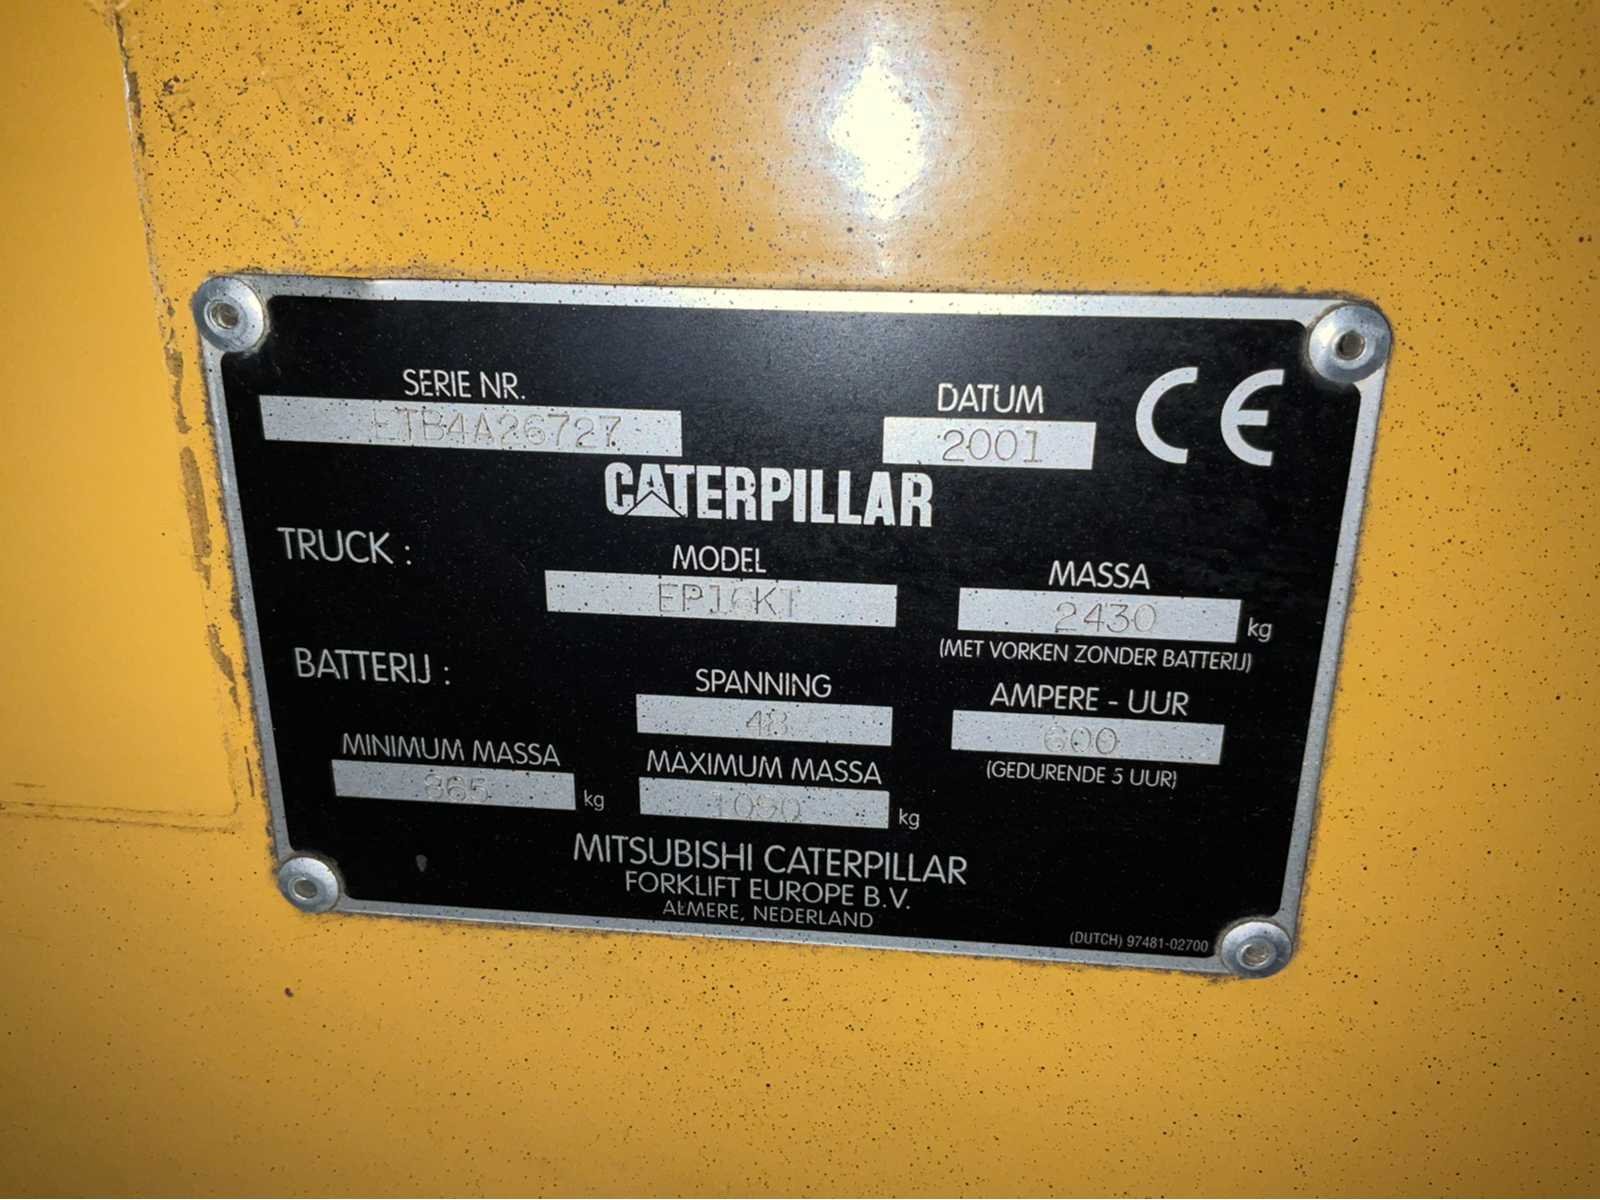 SERIE NR.
ETB4A26727
DATUM
2001
CE
CATERPILLAR
TRUCK :
MODEL
EP16KT
MASSA
2430 kg
(MET VORKEN ZONDER BATTERIJ)
BATTERIJ :
SPANNING
48
AMPERE - UUR
600
(GEDURENDE 5 UUR)
MINIMUM MASSA
865 kg
MAXIMUM MASSA
1090 kg
MITSUBISHI CATERPILLAR
FORKLIFT EUROPE B.V.
ALMERE, NEDERLAND
(DUTCH) 97481-02700